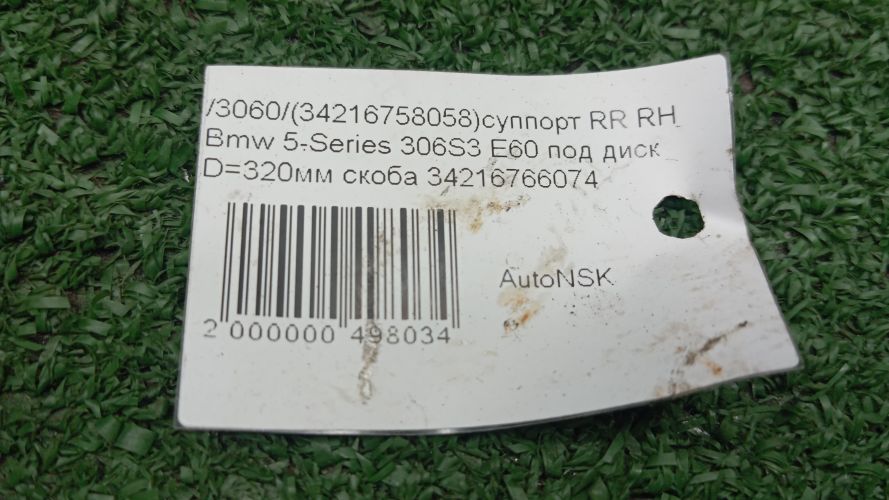 /3060/(34216758058)суппорт RR RH
Bmw 5-Series 306S3 E60 под диск
D=320мм скоба 34216766074
AutoNSK
2 000000 498034